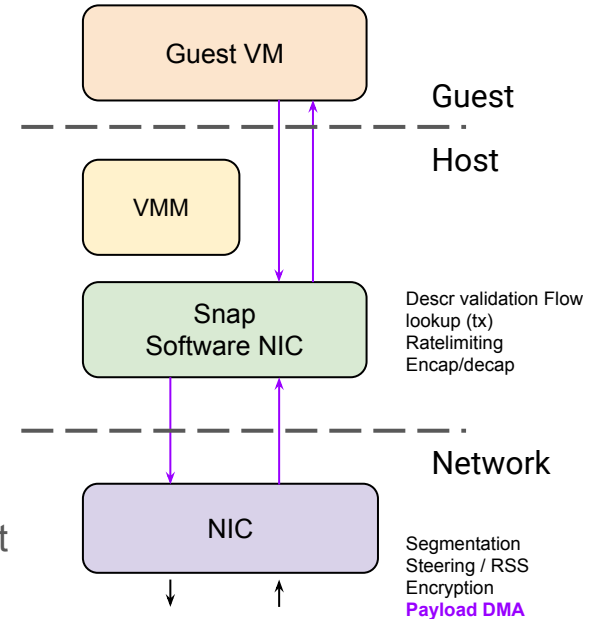 Guest VM
Guest
Host
VMM
Snap
Software NIC
Descr validation Flow
lookup (tx)
Ratelimiting
Encap/decap
Network
NIC
t
Segmentation
Steering / RSS
Encryption
Payload DMA